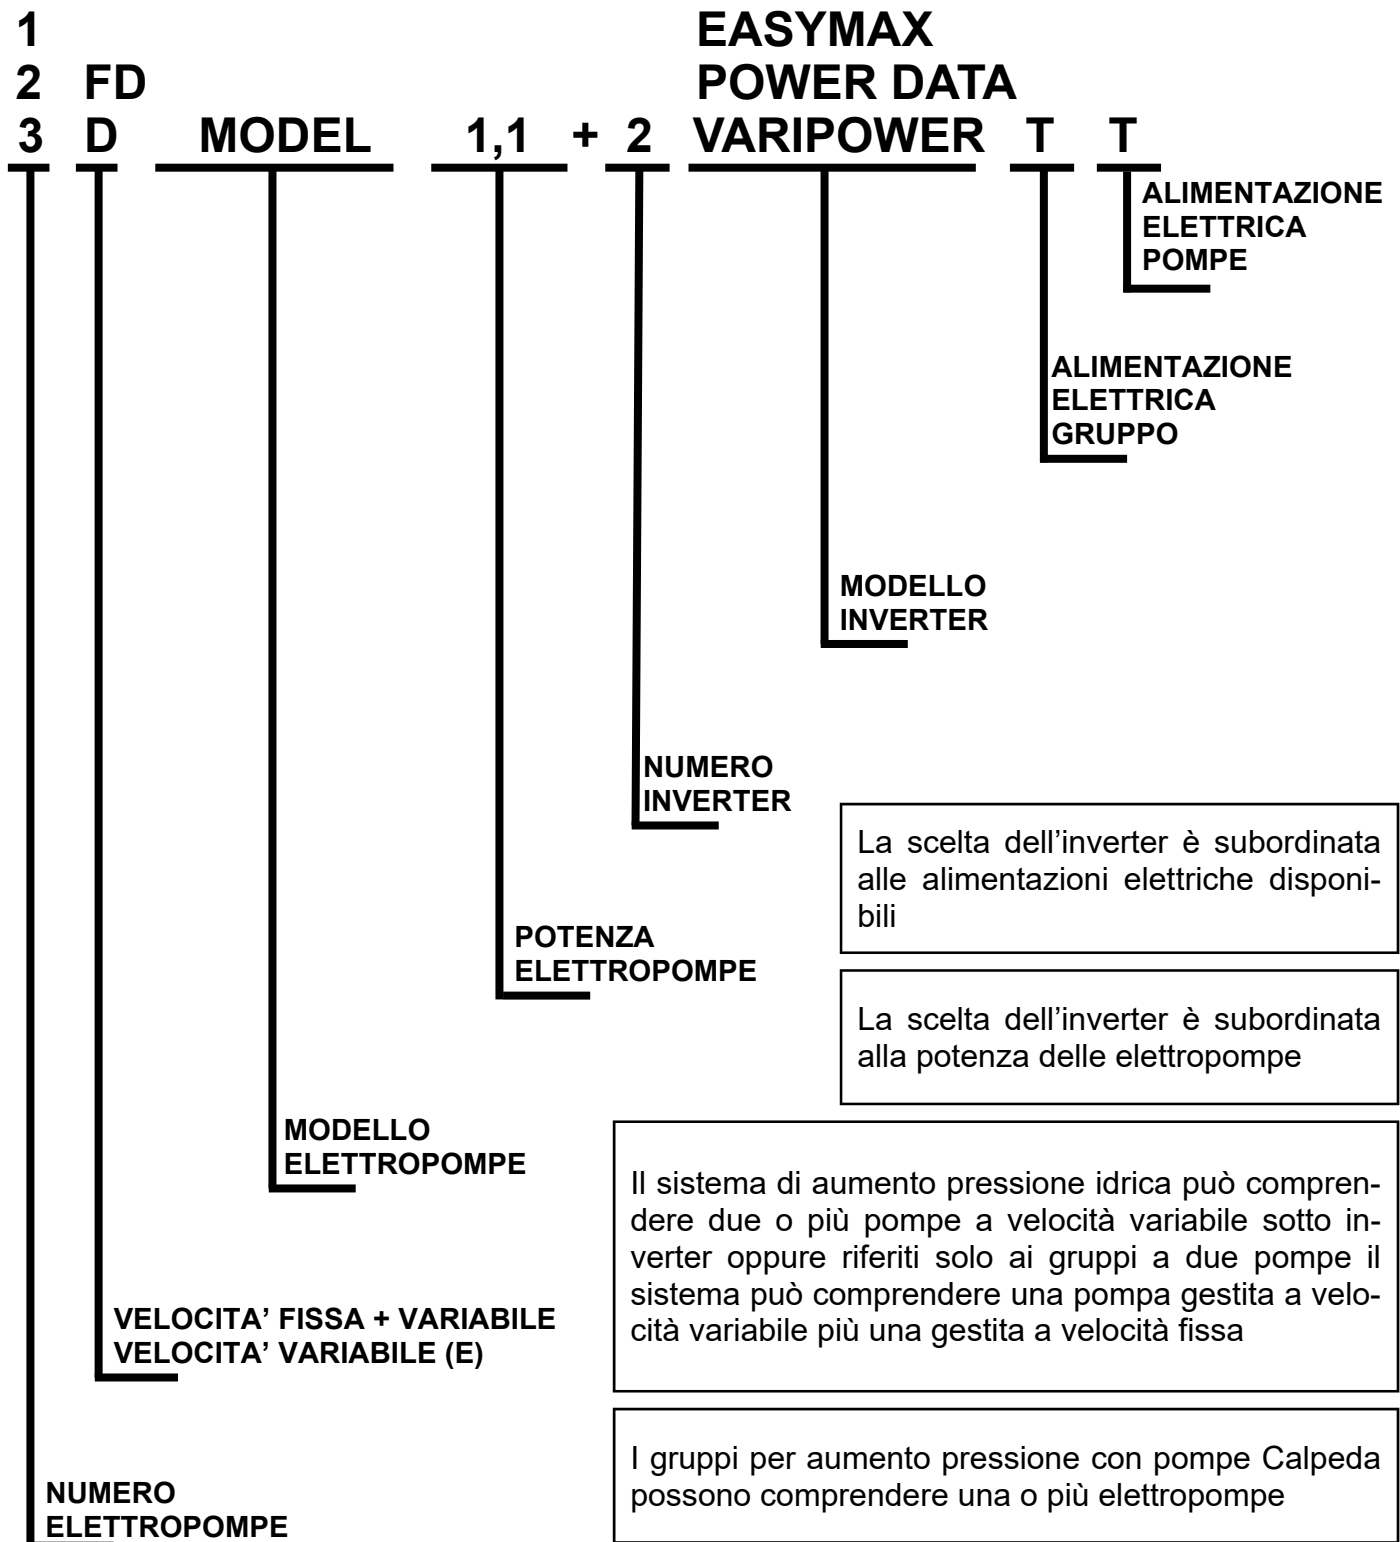 1 EASYMAX
2 FD POWER DATA
3 D MODEL 1,1 + 2 VARIPOWER T T
ALIMENTAZIONE
ELETTRICA
POMPE
ALIMENTAZIONE
ELETTRICA
GRUPPO
MODELLO
INVERTER
NUMERO
INVERTER
La scelta dell’inverter è subordinata
alle alimentazioni elettriche disponi-
bili
POTENZA
ELETTROPOMPE
La scelta dell’inverter è subordinata
alla potenza delle elettropompe
MODELLO
ELETTROPOMPE
Il sistema di aumento pressione idrica può compren-
dere due o più pompe a velocità variabile sotto in-
verter oppure riferiti solo ai gruppi a due pompe il
sistema può comprendere una pompa gestita a velo-
cità variabile più una gestita a velocità fissa
VELOCITA’ FISSA + VARIABILE
VELOCITA’ VARIABILE (E)
I gruppi per aumento pressione con pompe Calpeda
possono comprendere una o più elettropompe
NUMERO
ELETTROPOMPE